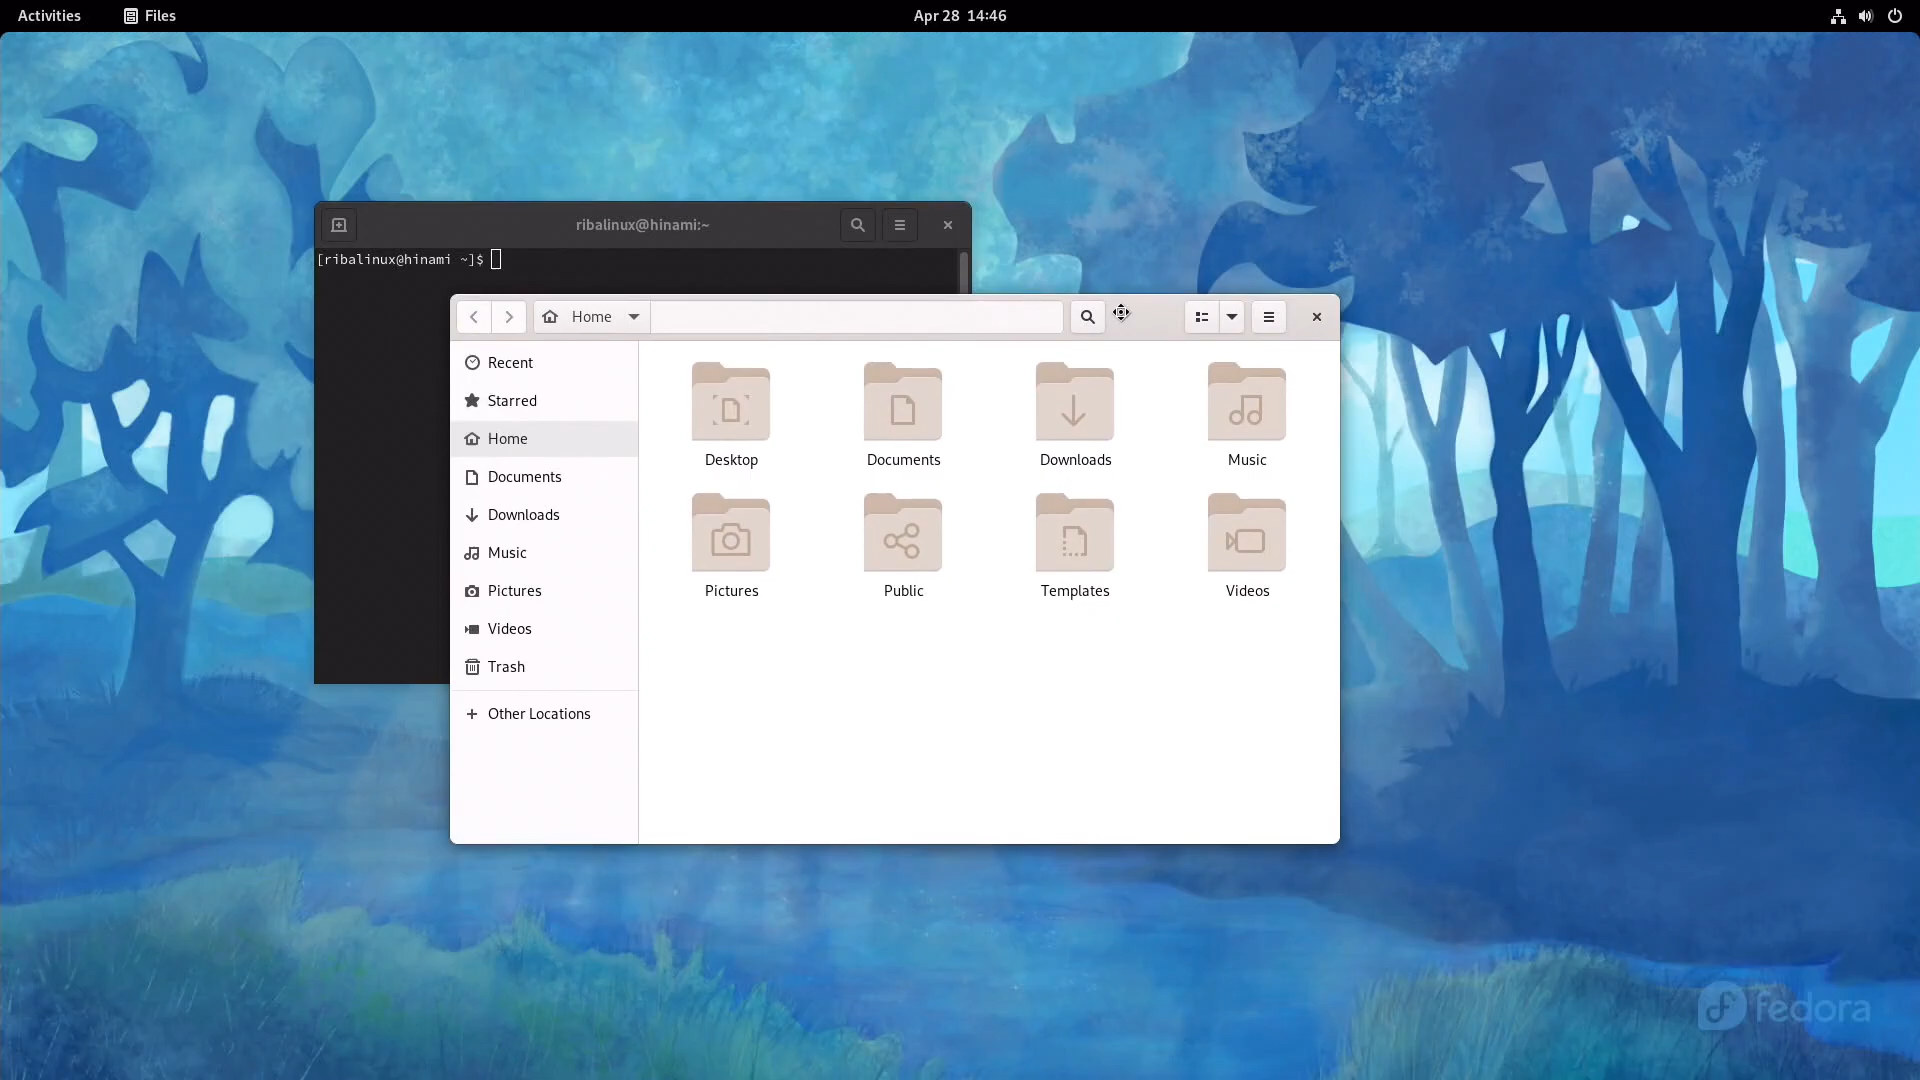 Activities
Files
Apr 28 14:46
ribalinux@hinami:~
[ribalinux@hinami ~]$
Home
Recent
Starred
Home
Documents
Downloads
Music
Pictures
Videos
Trash
Other Locations
Desktop
Documents
Downloads
Music
Pictures
Public
Templates
Videos
fedora